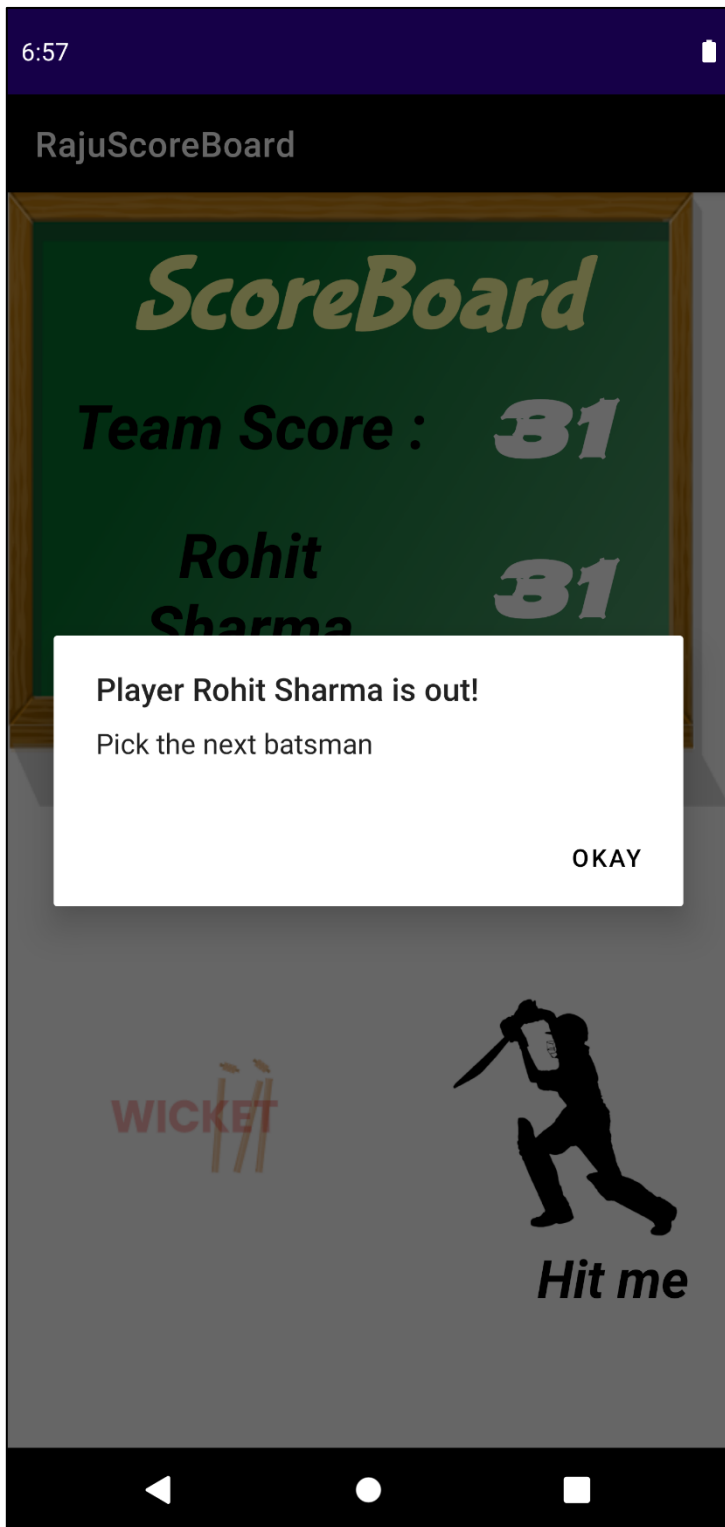 6:57
RajuScoreBoard
ScoreBoard
Team Score : 31
Rohit
Sharma
31
Player Rohit Sharma is out!
Pick the next batsman
OKAY
WICKET
Hit me